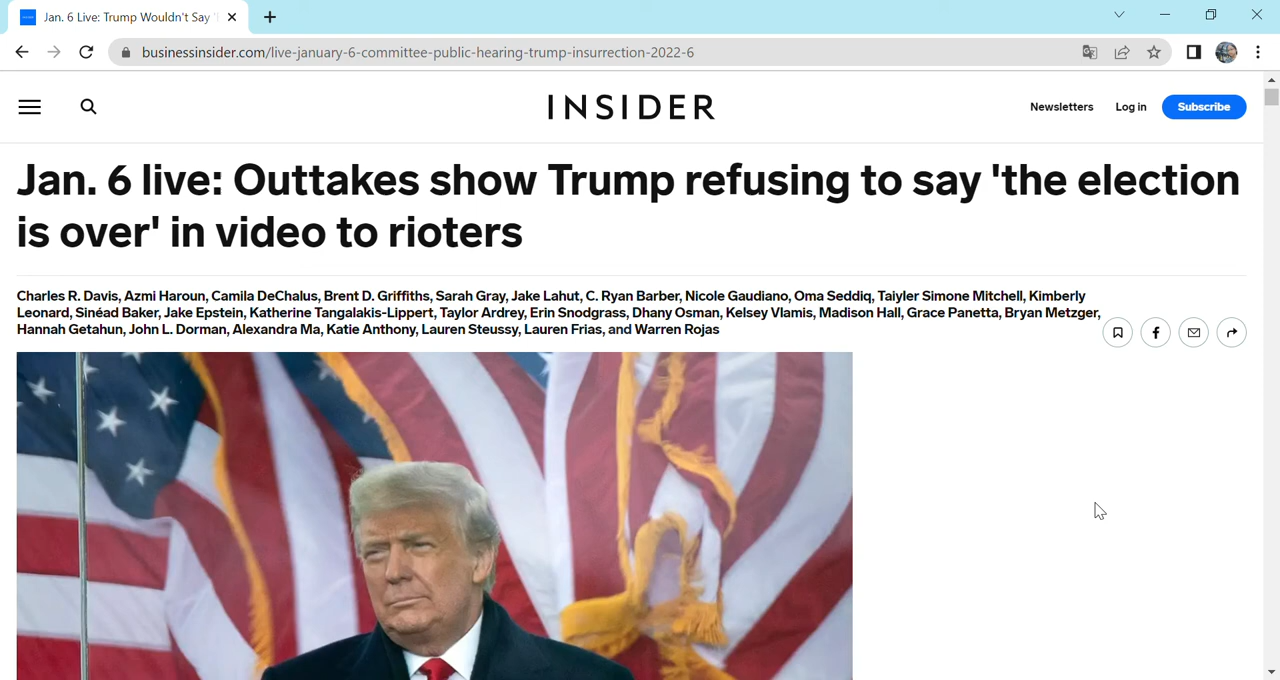 Jan. 6 Live: Trump Wouldn't Say
businessinsider.com/live-january-6-committee-public-hearing-trump-insurrection-2022-6
INSIDER
Newsletters
Log in
Subscribe
Jan. 6 live: Outtakes show Trump refusing to say 'the election
is over' in video to rioters
Charles R. Davis, Azmi Haroun, Camila DeChalus, Brent D. Griffiths, Sarah Gray, Jake Lahut, C. Ryan Barber, Nicole Gaudiano, Oma Seddiq, Taiyler Simone Mitchell, Kimberly
Leonard, Sinéad Baker, Jake Epstein, Katherine Tangalakis-Lippert, Taylor Ardrey, Erin Snodgrass, Dhany Osman, Kelsey Vlamis, Madison Hall, Grace Panetta, Bryan Metzger,
Hannah Getahun, John L. Dorman, Alexandra Ma, Katie Anthony, Lauren Steussy, Lauren Frias, and Warren Rojas